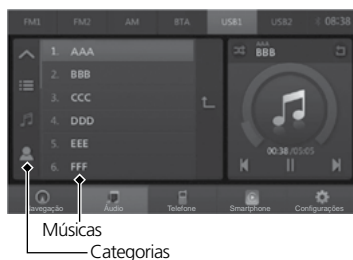 FM1 FM2 AM BTA USB1 USB2 08:38
1. AAA
2. BBB
3. CCC
4. DDD
5. EEE
6. FFF
AAA
BBB
00:38 /05:05
Navegação Áudio Telefone Smartphone Configurações
Músicas
Categorias